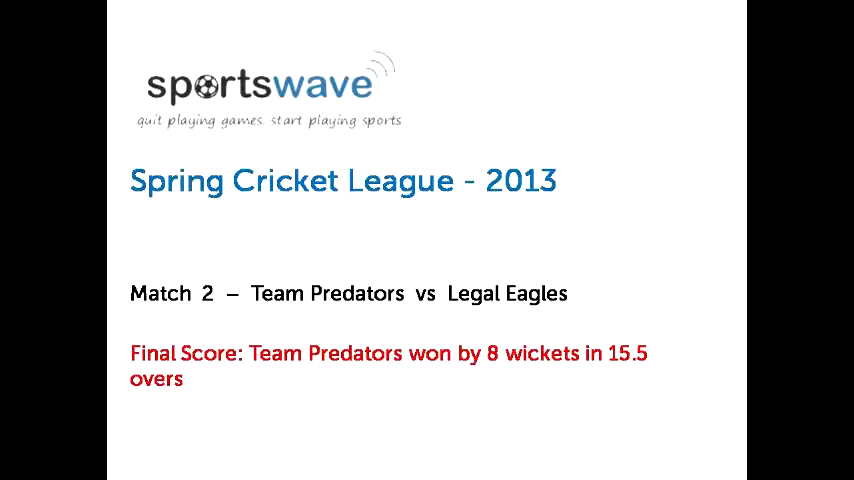 sportswave
quit playing games. start playing sports
Spring Cricket League - 2013
Match 2 – Team Predators vs Legal Eagles
Final Score: Team Predators won by 8 wickets in 15.5
overs